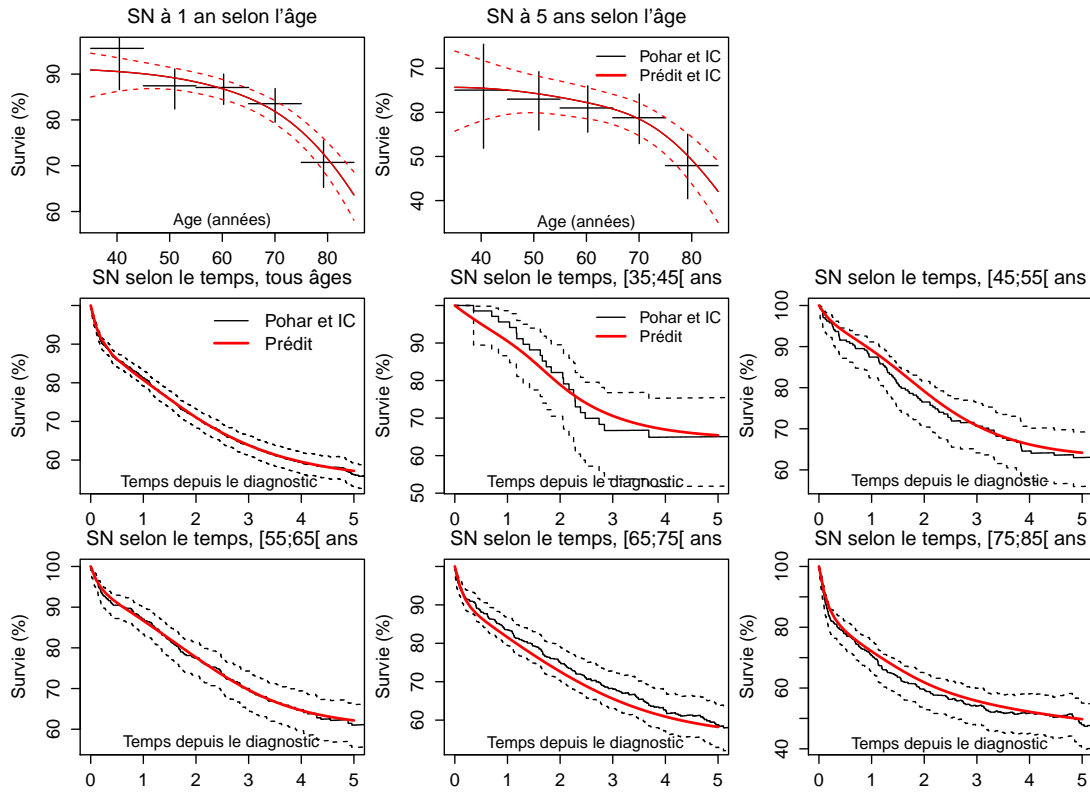 SN à 1 an selon l'âge
Survie (%)
60 70 80 90
Age (années)
40 50 60 70 80
SN à 5 ans selon l'âge
Survie (%)
40 50 60 70
Pohar et IC
Prédit et IC
Age (années)
40 50 60 70 80
SN selon le temps, tous âges
Survie (%)
60 70 80 90
Pohar et IC
Prédit
Temps depuis le diagnostic
0 1 2 3 4 5
SN selon le temps, [35;45[ ans
Survie (%)
50 60 70 80 90
Pohar et IC
Prédit
Temps depuis le diagnostic
0 1 2 3 4 5
SN selon le temps, [45;55[ ans
Survie (%)
60 70 80 90 100
Temps depuis le diagnostic
0 1 2 3 4 5
SN selon le temps, [55;65[ ans
Survie (%)
60 70 80 90 100
Temps depuis le diagnostic
0 1 2 3 4 5
SN selon le temps, [65;75[ ans
Survie (%)
60 70 80 90
Temps depuis le diagnostic
0 1 2 3 4 5
SN selon le temps, [75;85[ ans
Survie (%)
40 50 60 70 80 90 100
Temps depuis le diagnostic
0 1 2 3 4 5